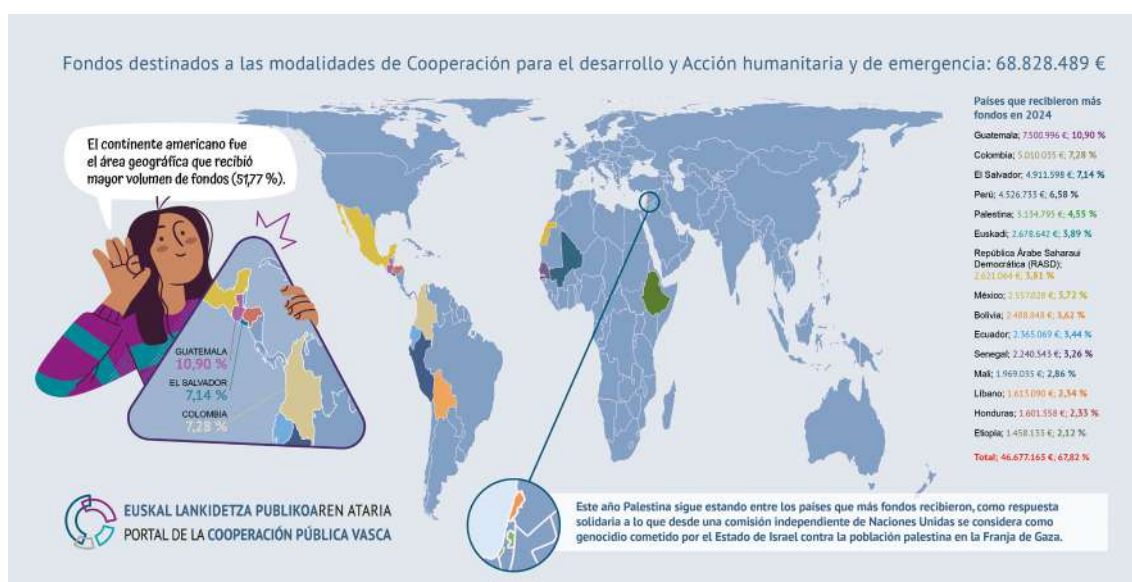 Fondos destinados a las modalidades de Cooperación para el desarrollo y Acción humanitaria y de emergencia: 68.828.489 €
El continente americano fue
el área geográfica que recibió
mayor volumen de fondos (51,77 %).
GUATEMALA
10,90 %
EL SALVADOR
7,14 %
COLOMBIA
7,28 %
Países que recibieron más
fondos en 2024
Guatemala; 7.500.996 €; 10,90 %
Colombia; 5.010.035 €; 7,28 %
El Salvador; 4.911.598 €; 7,14 %
Perú; 4.526.733 €; 6,58 %
Palestina; 3.134.795 €; 4,55 %
Euskadi; 2.678.642 €; 3,89 %
República Árabe Saharaui
Democrática (RASD);
2.621.064 €; 3,81 %
México; 2.557.028 €; 3,72 %
Bolivia; 2.488.848 €; 3,62 %
Ecuador; 2.365.069 €; 3,44 %
Senegal; 2.240.543 €; 3,26 %
Mali; 1.969.035 €; 2,86 %
Líbano; 1.613.090 €; 2,34 %
Honduras; 1.601.558 €; 2,33 %
Etiopía; 1.458.133 €; 2,12 %
Total; 46.677.165 €; 67,82 %
EUSKAL LANKIDETZA PUBLIKOAREN ATARIA
PORTAL DE LA COOPERACIÓN PÚBLICA VASCA
Este año Palestina sigue estando entre los países que más fondos recibieron, como respuesta
solidaria a lo que desde una comisión independiente de Naciones Unidas se considera como
genocidio cometido por el Estado de Israel contra la población palestina en la Franja de Gaza.